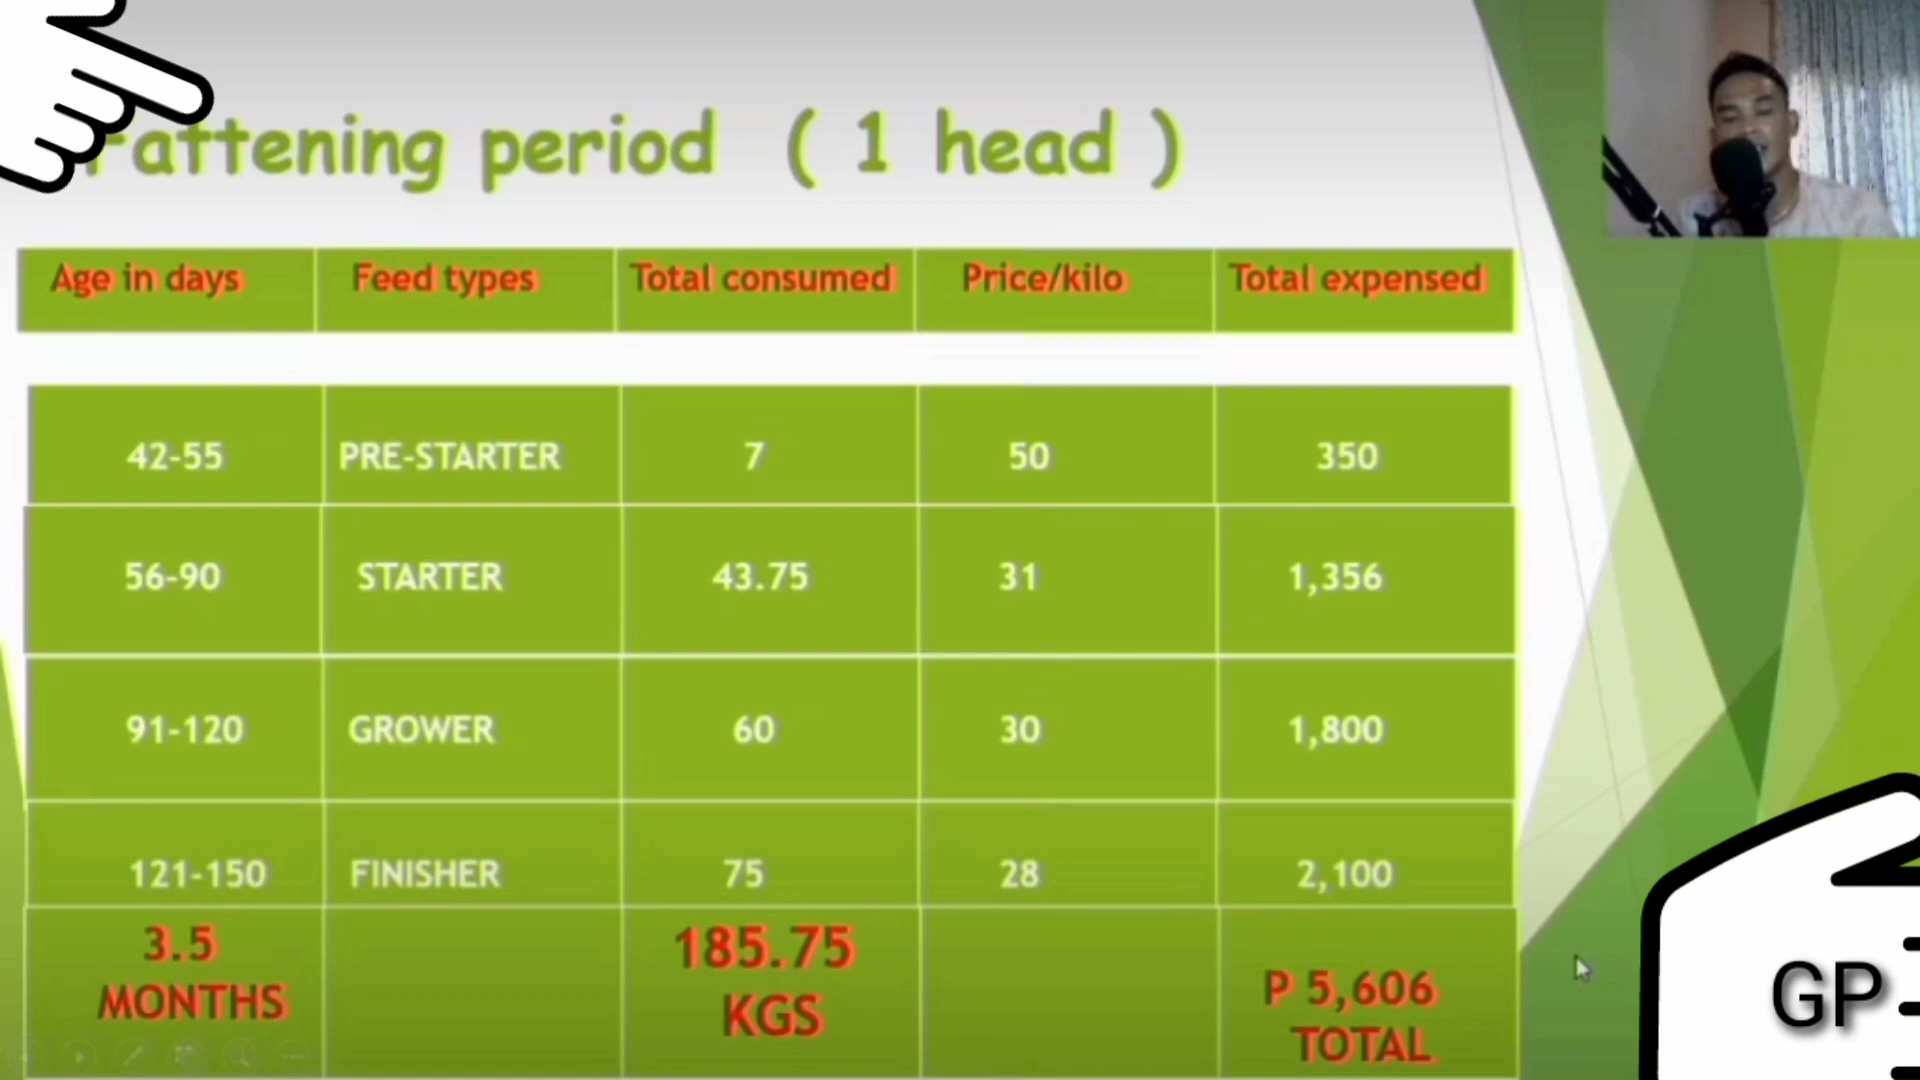 Fattening period ( 1 head )
Age in days Feed types Total consumed Price/kilo Total expensed
42-55 PRE-STARTER 7 50 350
56-90 STARTER 43.75 31 1,356
91-120 GROWER 60 30 1,800
121-150 FINISHER 75 28 2,100
3.5 MONTHS 185.75 KGS P 5,606 TOTAL
GP